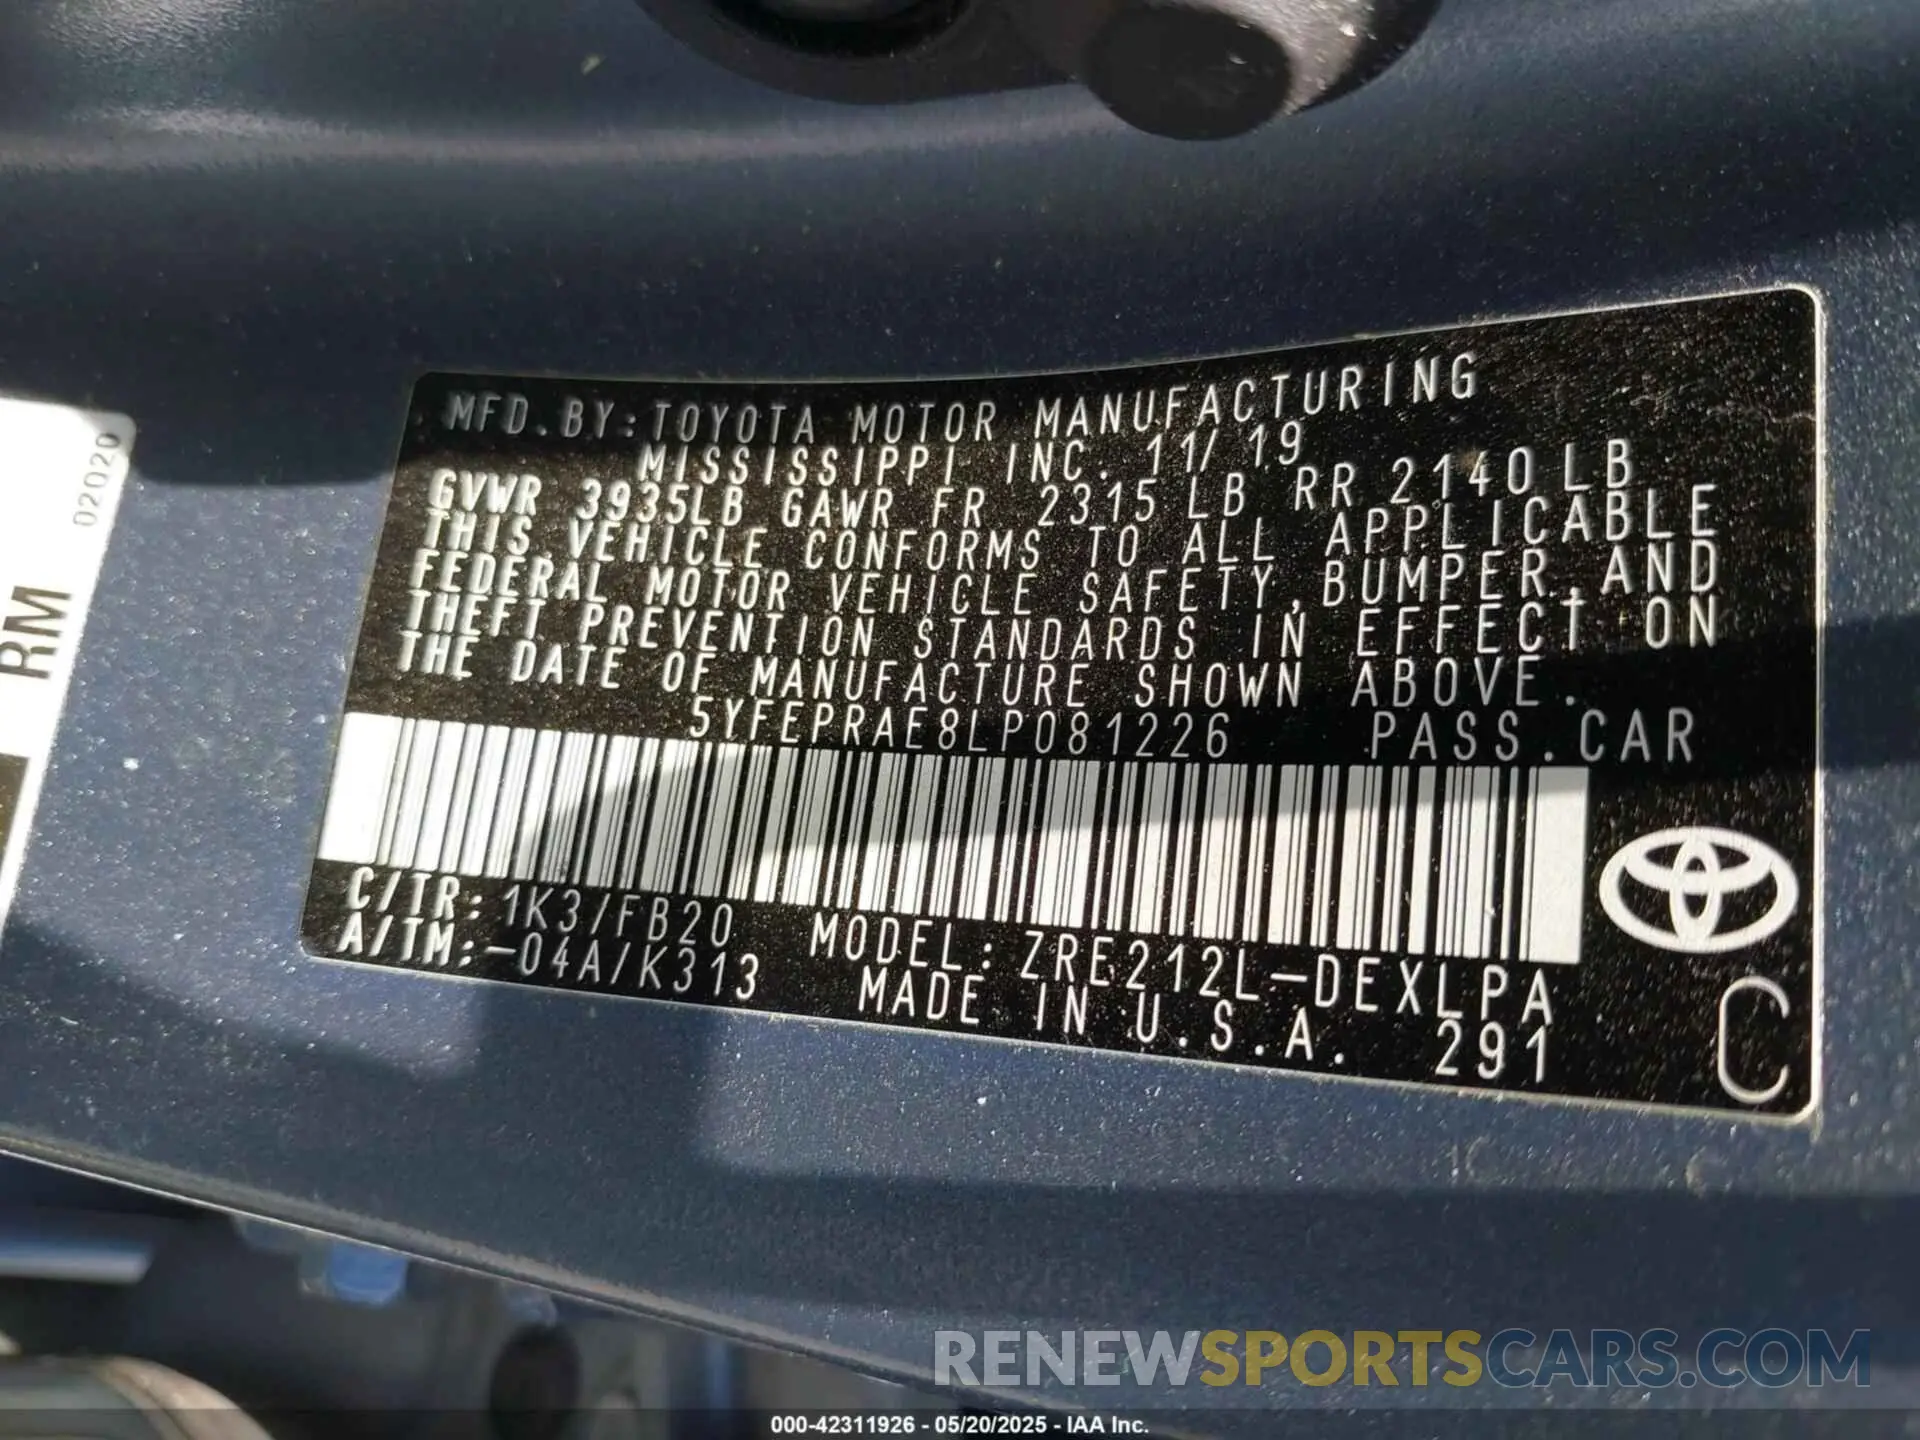 MFD.BY:TOYOTA MOTOR MANUFACTURING
MISSISSIPPI INC. 11/19
GVWR 3935LB GAWR FR 2315LB RR 2140LB
THIS VEHICLE CONFORMS TO ALL APPLICABLE
FEDERAL MOTOR VEHICLE SAFETY, BUMPER, AND
THEFT PREVENTION STANDARDS IN EFFECT ON
THE DATE OF MANUFACTURE SHOWN ABOVE.
5YFEPRAE8LP081226 PASS.CAR
C/TR:1K3/FB20 MODEL:ZRE212L-DEXLPA
A/TM:-04A/K313 MADE IN U.S.A. 291
C
RM
02020
RENEWSPORTSCARS.COM
000-42311926 - 05/20/2025 - IAA Inc.